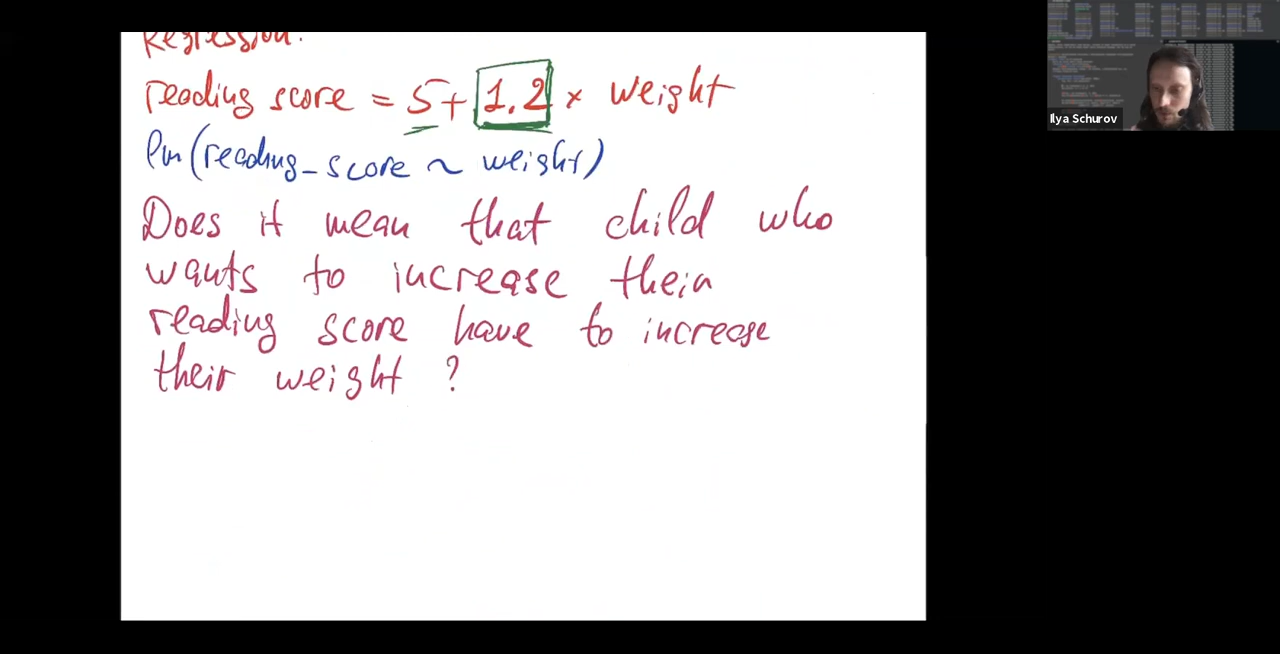 Regression:
reading score = 5 + 1.2 × weight
lm(reading_score ~ weight)
Does it mean that child who
wants to increase their
reading score have to increase
their weight ?
Ilya Schurov